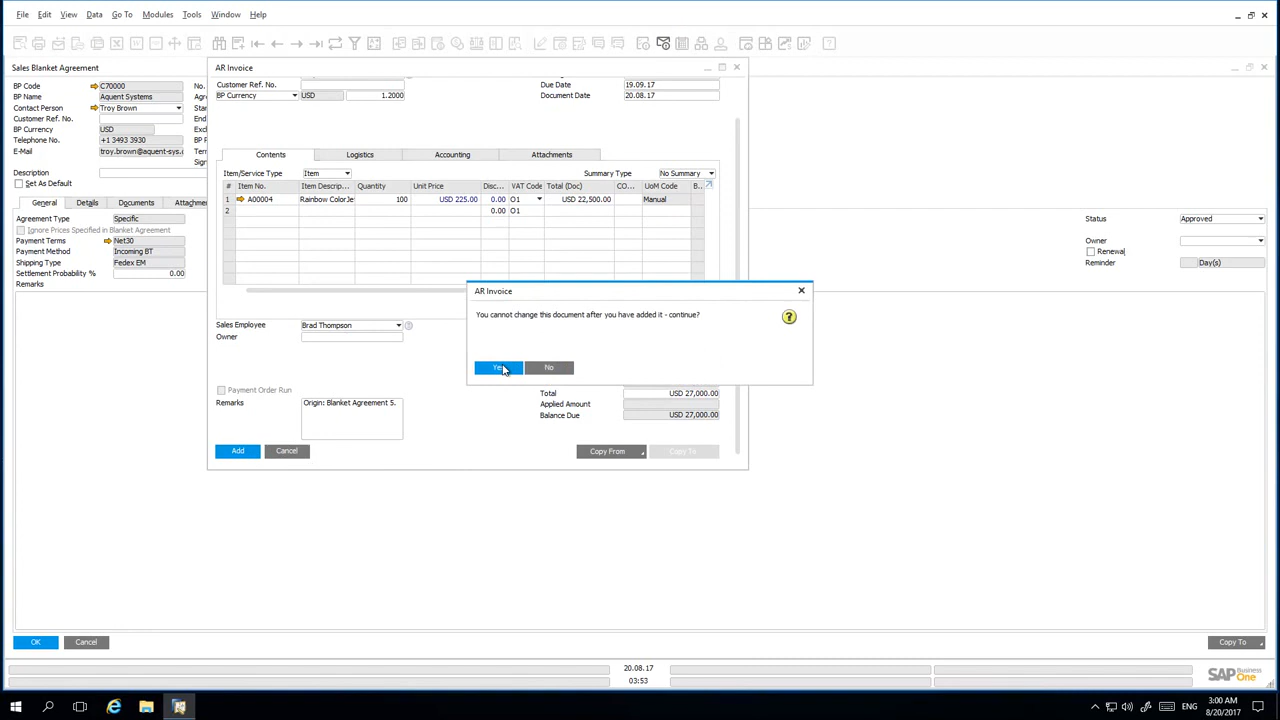 File Edit View Data Go To Modules Tools Window Help
Sales Blanket Agreement
BP Code C70000 No.
BP Name Aquent Systems
Contact Person Troy Brown
Customer Ref. No.
BP Currency USD
Telephone No. +1 3493 3930
E-Mail troy.brown@aquent-sys.
Description
Set As Default
General Details Documents
Agreement Type Specific
Ignore Prices Specified in Blanket Agreement
Payment Terms Net30
Payment Method Incoming BT
Shipping Type Fedex EM
Settlement Probability % 0.00
Remarks
Status Approved
Owner
Renewal
Reminder Day(s)
AR Invoice
Customer Ref. No.
BP Currency USD 1.2000
Due Date 19.09.17
Document Date 20.08.17
Contents Logistics Accounting Attachments
Item/Service Type Item
Summary Type No Summary
# Item No. Item Descrip... Quantity Unit Price Disc... VAT Code Total (Doc) CO... UoM Code B...
1 A00004 Rainbow ColorJe 100 USD 225.00 0.00 O1 USD 22,500.00 Manual
2 0.00 O1
Sales Employee Brad Thompson
Owner
Payment Order Run
Remarks Origin: Blanket Agreement 5.
Total USD 27,000.00
Applied Amount
Balance Due USD 27,000.00
Add Cancel Copy From Copy To
AR Invoice
You cannot change this document after you have added it - continue?
Yes No
OK Cancel Copy To
20.08.17
03:53
SAP Business One
ENG 3:00 AM
8/20/2017